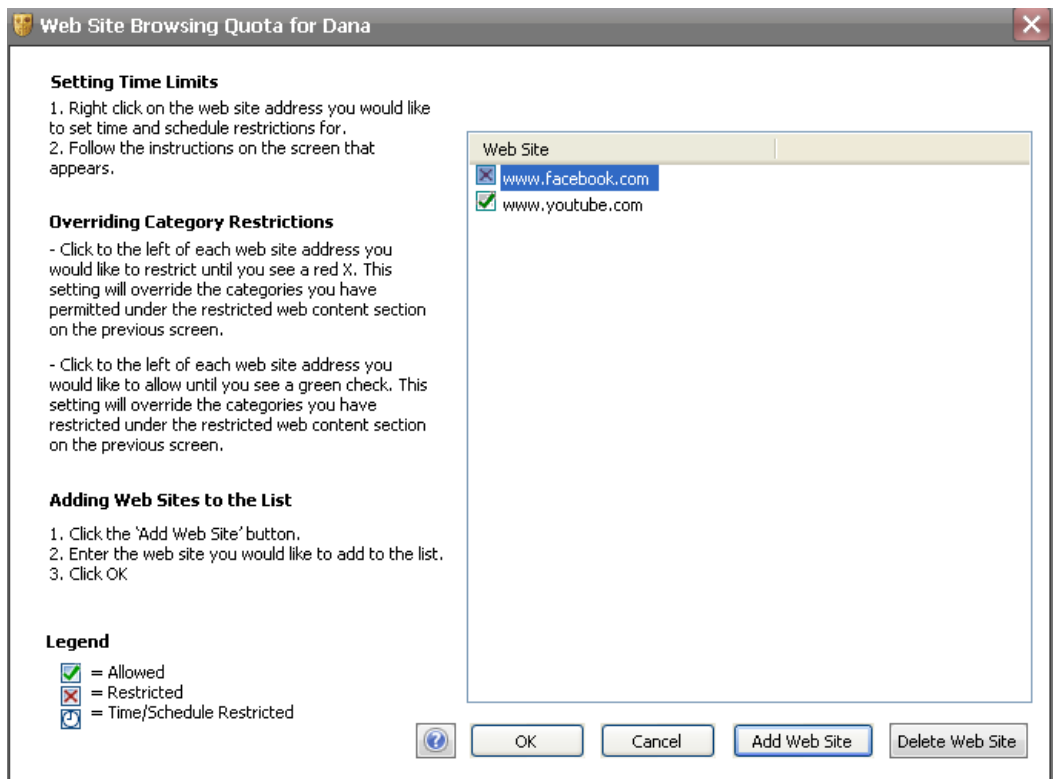 Web Site Browsing Quota for Dana
Setting Time Limits
1. Right click on the web site address you would like
to set time and schedule restrictions for.
2. Follow the instructions on the screen that
appears.
Overriding Category Restrictions
- Click to the left of each web site address you
would like to restrict until you see a red X. This
setting will override the categories you have
permitted under the restricted web content section
on the previous screen.
- Click to the left of each web site address you
would like to allow until you see a green check. This
setting will override the categories you have
restricted under the restricted web content section
on the previous screen.
Adding Web Sites to the List
1. Click the 'Add Web Site' button.
2. Enter the web site you would like to add to the list.
3. Click OK
Legend
= Allowed
= Restricted
= Time/Schedule Restricted
Web Site
www.facebook.com
www.youtube.com
?
OK
Cancel
Add Web Site
Delete Web Site